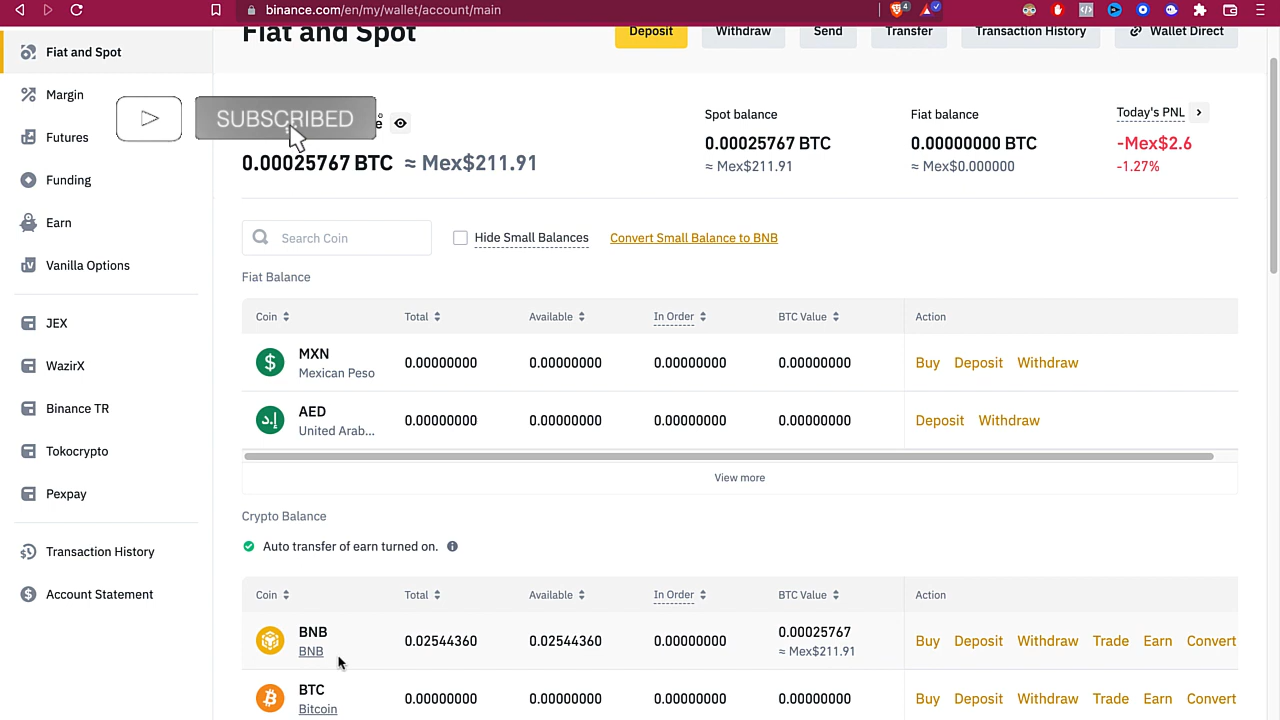 binance.com/en/my/wallet/account/main
4
Fiat and Spot
Fiat and Spot
Deposit
Withdraw
Send
Transfer
Transaction History
Wallet Direct
Margin
Futures
Funding
Earn
Vanilla Options
JEX
WazirX
Binance TR
Tokocrypto
Pexpay
Transaction History
Account Statement
SUBSCRIBED
0.00025767 BTC ≈ Mex$211.91
Spot balance
0.00025767 BTC
≈ Mex$211.91
Fiat balance
0.00000000 BTC
≈ Mex$0.000000
Today's PNL
-Mex$2.6
-1.27%
Search Coin
Hide Small Balances
Convert Small Balance to BNB
Fiat Balance
Coin Total Available In Order BTC Value Action
MXN
Mexican Peso
0.00000000 0.00000000 0.00000000 0.00000000 Buy Deposit Withdraw
AED
United Arab...
0.00000000 0.00000000 0.00000000 0.00000000 Deposit Withdraw
View more
Crypto Balance
Auto transfer of earn turned on.
Coin Total Available In Order BTC Value Action
BNB
BNB
0.02544360 0.02544360 0.00000000 0.00025767
≈ Mex$211.91
Buy Deposit Withdraw Trade Earn Convert
BTC
Bitcoin
0.00000000 0.00000000 0.00000000 0.00000000 Buy Deposit Withdraw Trade Earn Convert